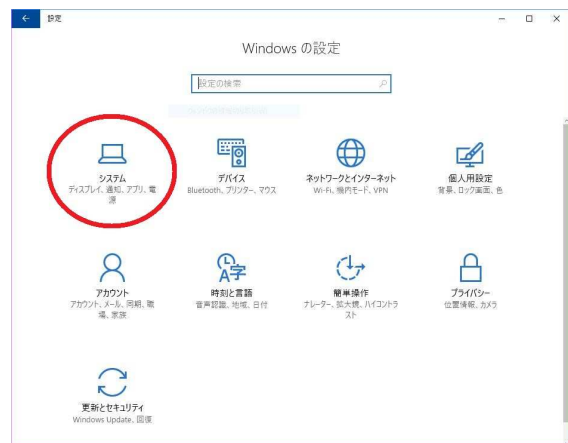 設定
Windows の設定
設定の検索
システム
ディスプレイ、通知、アプリ、電
源
デバイス
Bluetooth、プリンター、マウス
ネットワークとインターネット
Wi-Fi、機内モード、VPN
個人用設定
背景、ロック画面、色
アカウント
アカウント、メール、同期、職
場、家族
時刻と言語
音声認識、地域、日付
簡単操作
ナレーター、拡大鏡、ハイコントラ
スト
プライバシー
位置情報、カメラ
更新とセキュリティ
Windows Update、回復